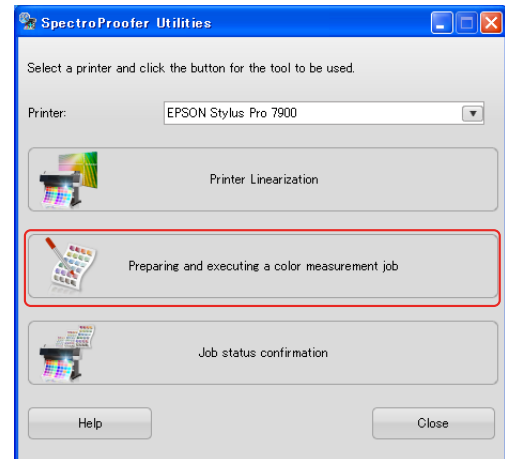 SpectroProofer Utilities
Select a printer and click the button for the tool to be used.
Printer: EPSON Stylus Pro 7900
Printer Linearization
Preparing and executing a color measurement job
Job status confirmation
Help Close